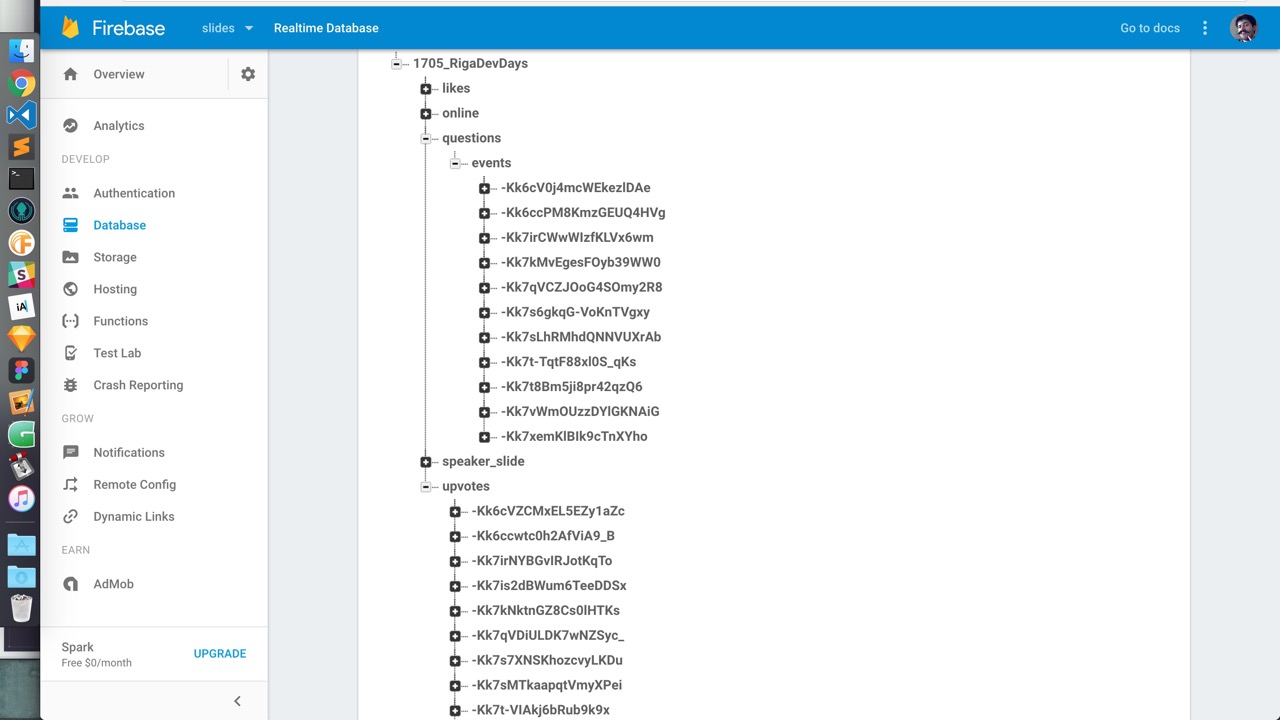 Firebase
slides
Realtime Database
Go to docs
Overview
Analytics
DEVELOP
Authentication
Database
Storage
Hosting
Functions
Test Lab
Crash Reporting
GROW
Notifications
Remote Config
Dynamic Links
EARN
AdMob
Spark
Free $0/month
UPGRADE
1705_RigaDevDays
likes
online
questions
events
-Kk6cV0j4mcWEkezlDAe
-Kk6ccPM8KmzGEUQ4HVg
-Kk7irCWwWIzfKLVx6wm
-Kk7kMvEgesFOyb39WW0
-Kk7qVCZJOoG4SOmy2R8
-Kk7s6gkqG-VoKnTVgxy
-Kk7sLhRMhdQNNVUXrAb
-Kk7t-TqtF88xl0S_qKs
-Kk7t8Bm5ji8pr42qzQ6
-Kk7vWmOUzzDYlGKNAiG
-Kk7xemKlBIk9cTnXYho
speaker_slide
upvotes
-Kk6cVZCMxEL5EZy1aZc
-Kk6ccwtc0h2AfViA9_B
-Kk7irNYBGvIRJotKqTo
-Kk7is2dBWum6TeeDDSx
-Kk7kNktnGZ8Cs0lHTKs
-Kk7qVDiULDK7wNZSyc_
-Kk7s7XNSKhozcvyLKDu
-Kk7sMTkaapqtVmyXPei
-Kk7t-VIAkj6bRub9k9x